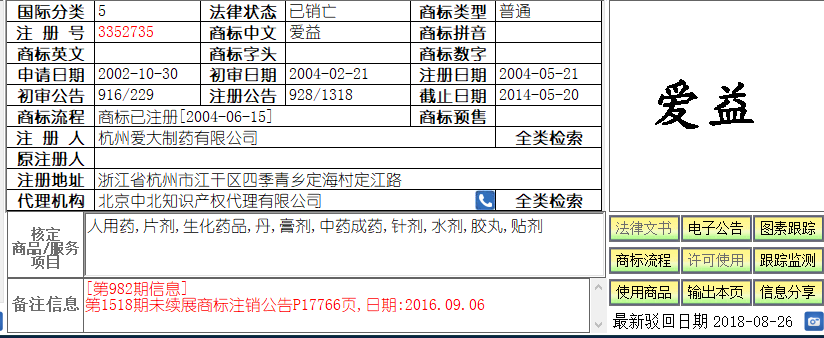 国际分类 5 法律状态 已销亡 商标类型 普通
注 册 号 3352735 商标中文 爱益 商标拼音
商标英文 商标字头 商标数字
申请日期 2002-10-30 初审日期 2004-02-21 注册日期 2004-05-21
初审公告 916/229 注册公告 928/1318 截止日期 2014-05-20
商标流程 商标已注册[2004-06-15] 商标预售
注 册 人 杭州爱大制药有限公司 全类检索
原注册人
注册地址 浙江省杭州市江干区四季青乡定海村定江路
代理机构 北京中北知识产权代理有限公司 全类检索
核定
商品/服务
项目
人用药,片剂,生化药品,丹,膏剂,中药成药,针剂,水剂,胶丸,贴剂
备注信息
[第982期信息]
第1518期未续展商标注销公告P17766页,日期:2016.09.06
爱益
法律文书 电子公告 图素跟踪
商标流程 许可使用 跟踪监测
使用商品 输出本页 信息分享
最新驳回日期 2018-08-26